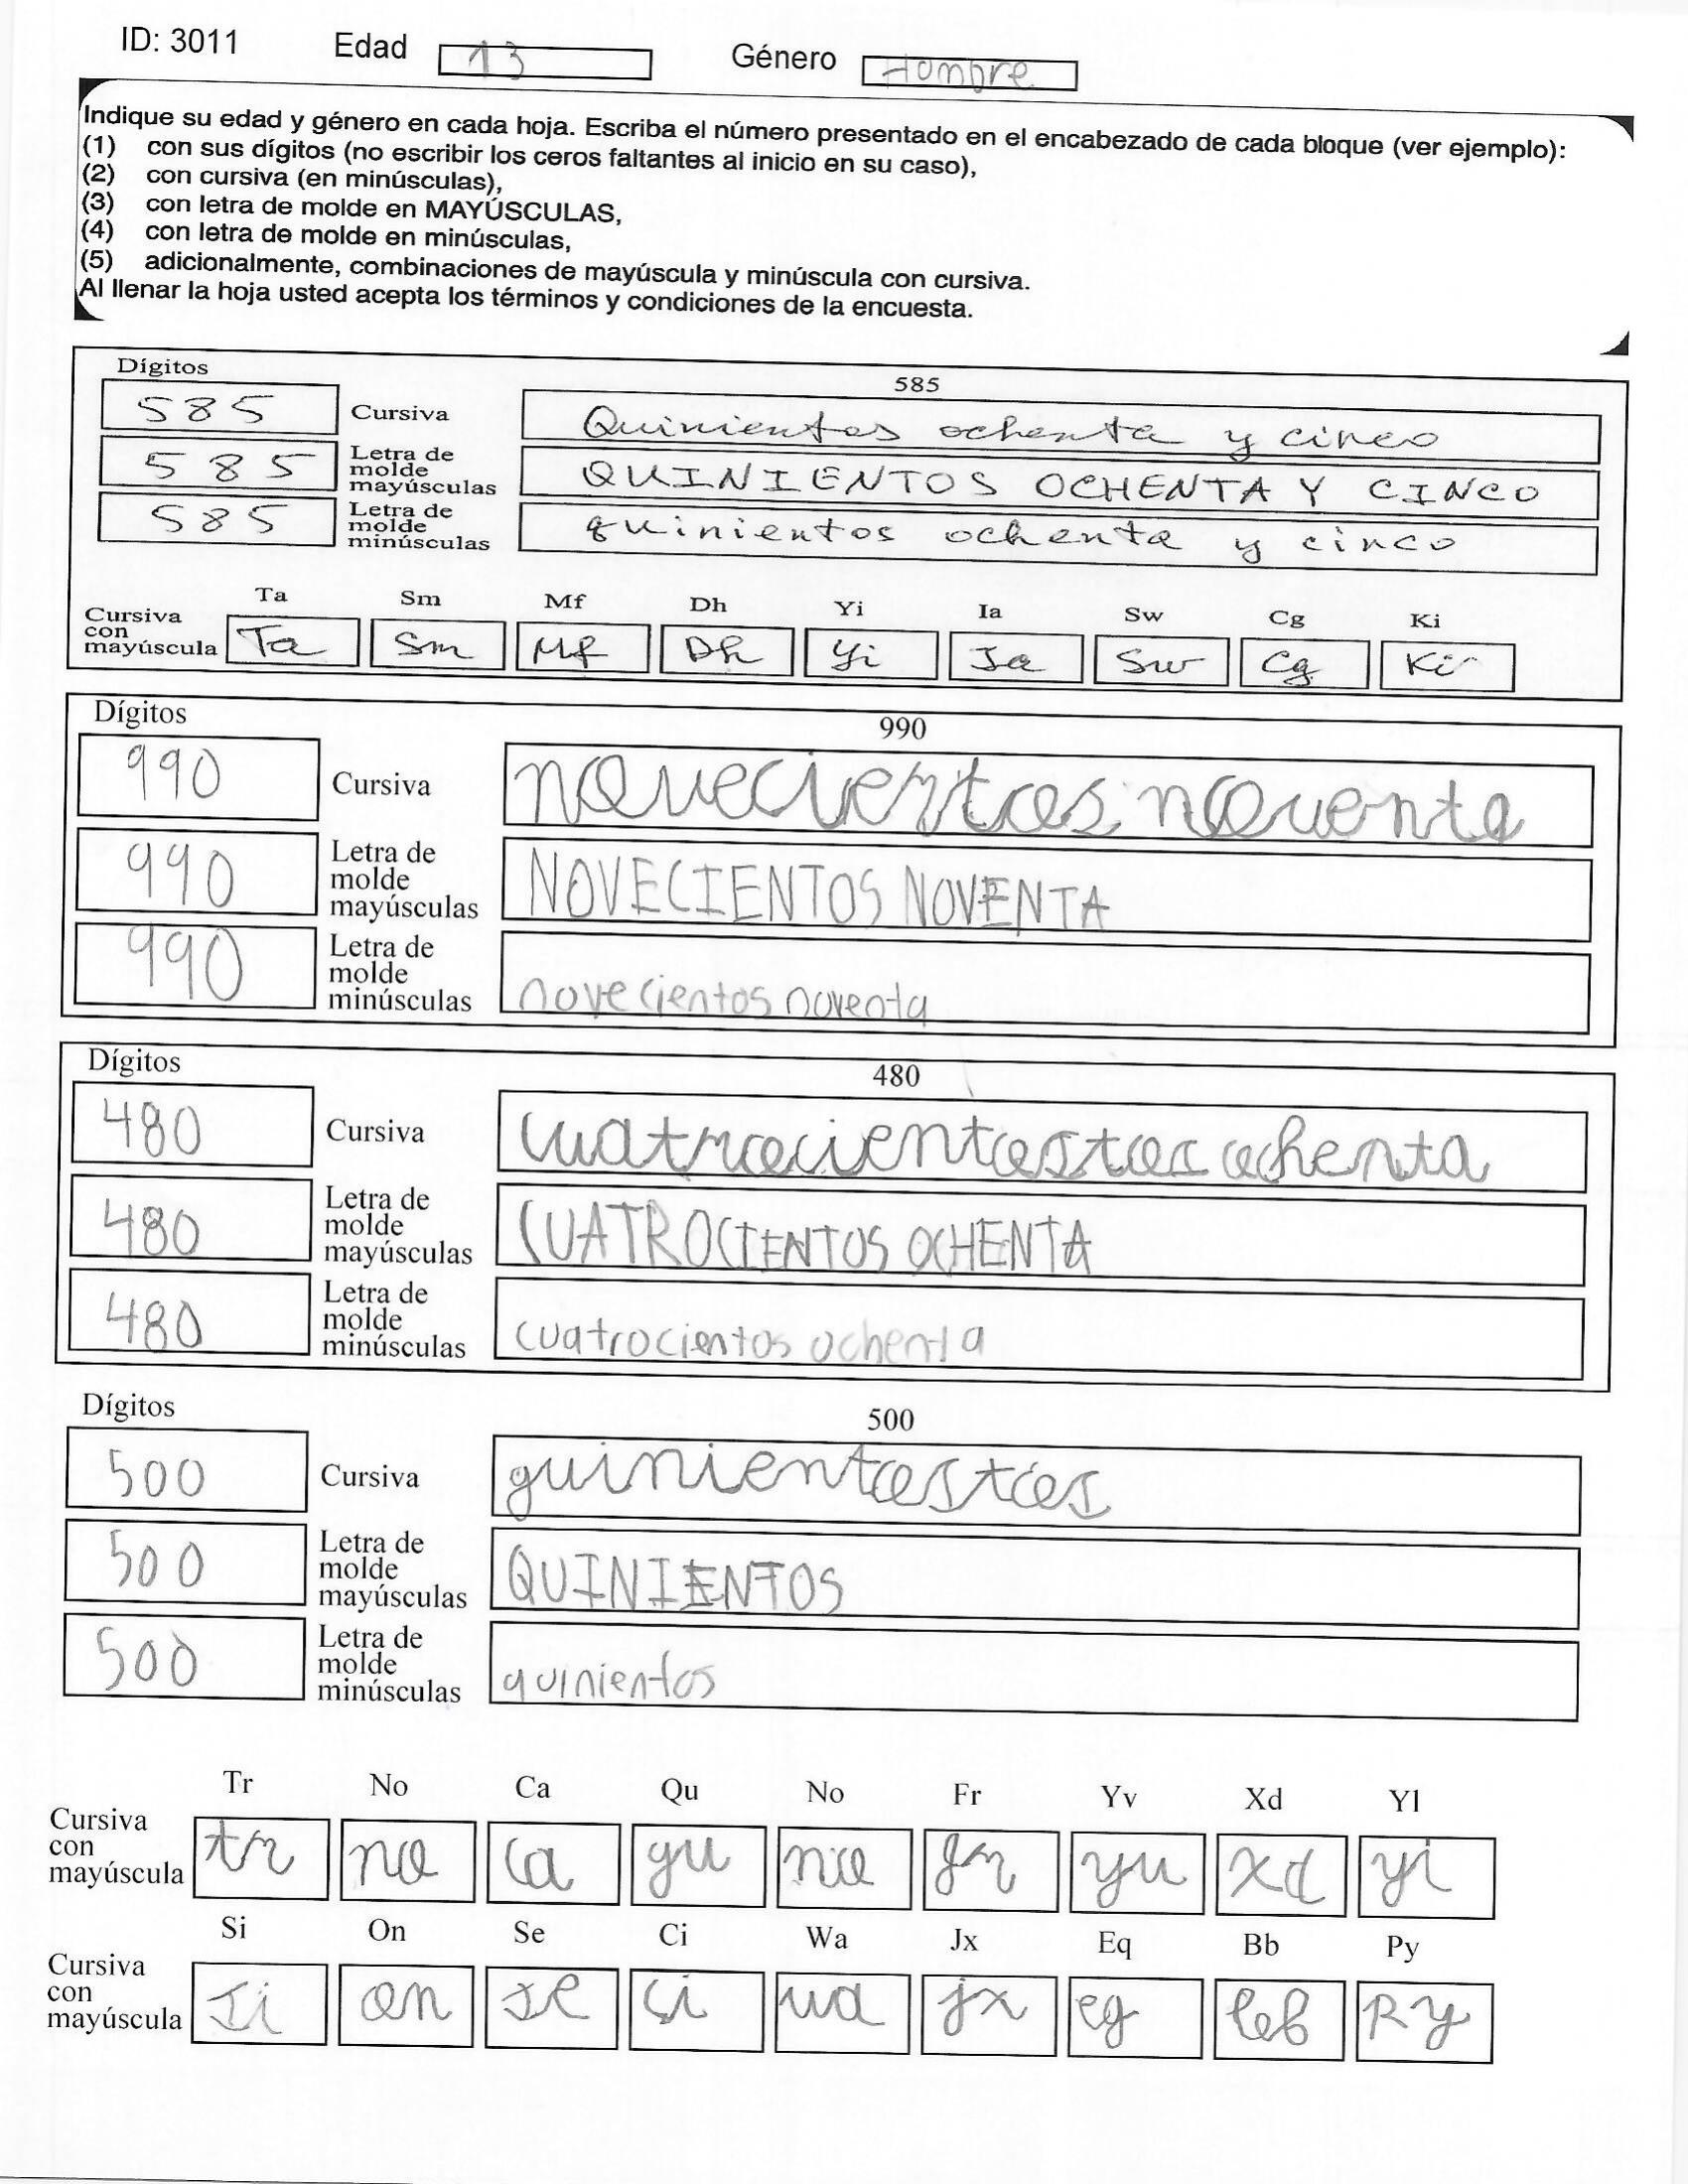 ID: 3011 Edad 13 Género Hombre
Indique su edad y género en cada hoja. Escriba el número presentado en el encabezado de cada bloque (ver ejemplo):
(1) con sus dígitos (no escribir los ceros faltantes al inicio en su caso),
(2) con cursiva (en minúsculas),
(3) con letra de molde en MAYÚSCULAS,
(4) con letra de molde en minúsculas,
(5) adicionalmente, combinaciones de mayúscula y minúscula con cursiva.
Al llenar la hoja usted acepta los términos y condiciones de la encuesta.
Dígitos 585
585 Cursiva Quinientos ochenta y cinco
585 Letra de molde mayúsculas QUINIENTOS OCHENTA Y CINCO
585 Letra de molde minúsculas quinientos ochenta y cinco
Ta Sm Mf Dh Yi Ia Sw Cg Ki
Cursiva con mayúscula Ta Sm Mf Dh Yi Ia Sw Cg Ki
Dígitos 990
990 Cursiva novecientos noventa
990 Letra de molde mayúsculas NOVECIENTOS NOVENTA
990 Letra de molde minúsculas novecientos noventa
Dígitos 480
480 Cursiva cuatrocientostos ochenta
480 Letra de molde mayúsculas CUATROCIENTOS OCHENTA
480 Letra de molde minúsculas cuatrocientos ochenta
Dígitos 500
500 Cursiva quinientostos
500 Letra de molde mayúsculas QUINIENTOS
500 Letra de molde minúsculas quinientos
Tr No Ca Qu No Fr Yv Xd Yl
Cursiva con mayúscula tr no ca qu no fr yu xd yi
Si On Se Ci Wa Jx Eq Bb Py
Cursiva con mayúscula si on se ci wa jx eq bb Ry